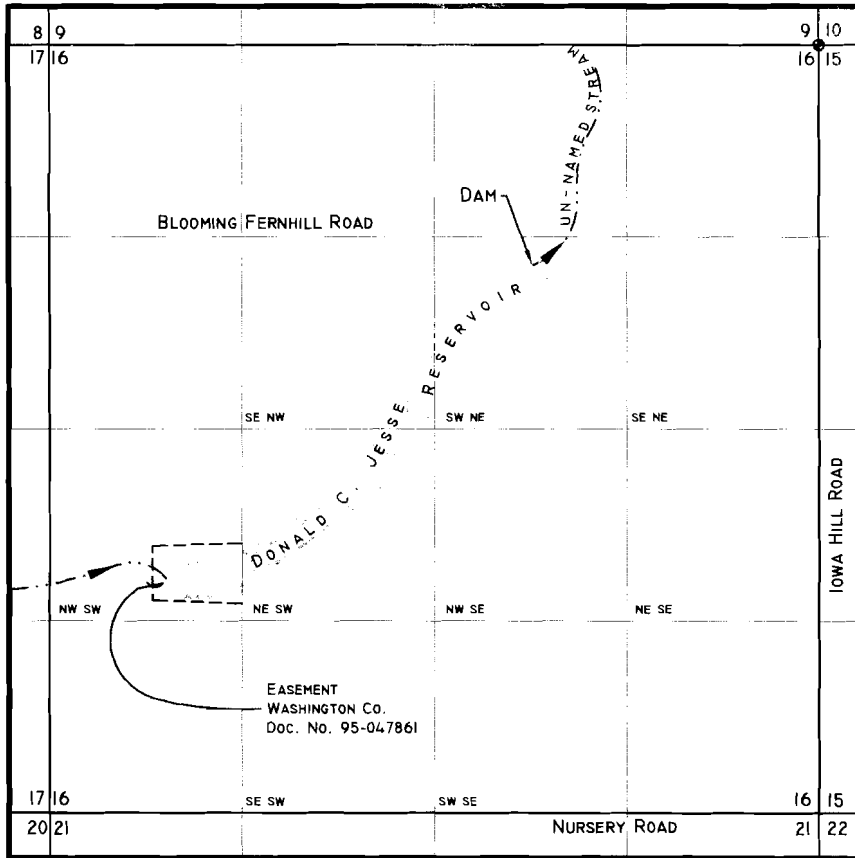 8 9
17 16
9 10
16 15
UN-NAMED STREAM
DAM
BLOOMING FERNHILL ROAD
DONALD C. JESSE RESERVOIR
SE NW
SW NE
SE NE
IOWA HILL ROAD
NW SW
NE SW
NW SE
NE SE
EASEMENT
WASHINGTON CO.
DOC. NO. 95-047861
17 16
20 21
SE SW
SW SE
16 15
21 22
NURSERY ROAD